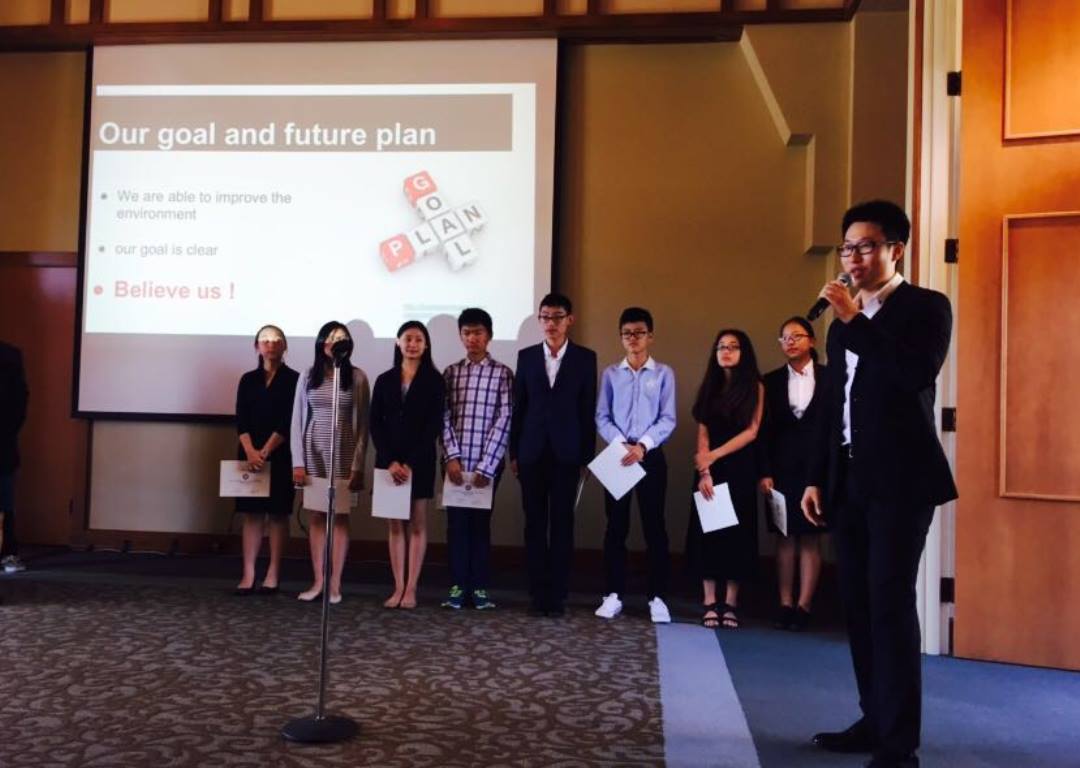 Our goal and future plan
• We are able to improve the
environment
• our goal is clear
• Believe us !
GOAL
PLAN